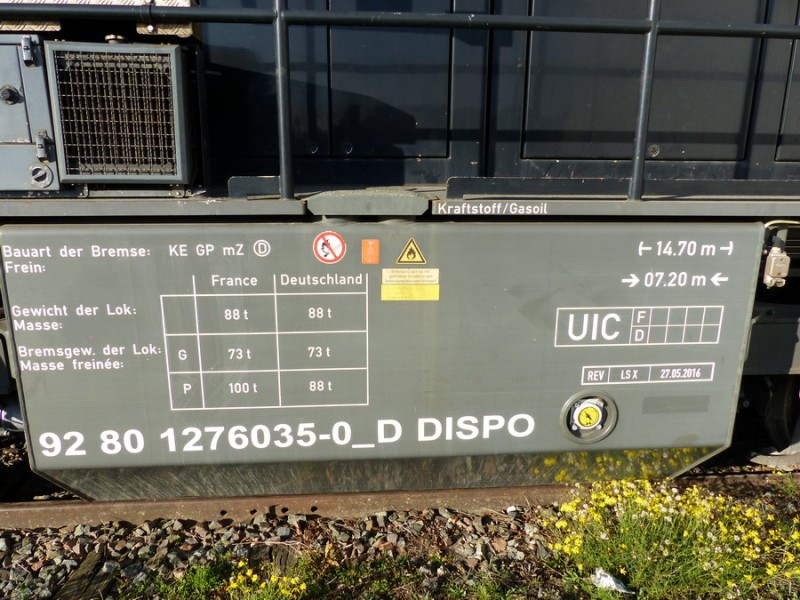 Kraftstoff/Gasoil
Bauart der Bremse: KE GP mZ D
Frein:
14.70 m
07.20 m
France Deutschland
Gewicht der Lok: 88 t 88 t
Masse:
Bremsgew. der Lok: G 73 t 73 t
Masse freinée:
P 100 t 88 t
UIC F
D
REV LSX 27.05.2016
92 80 1276035-0_D DISPO